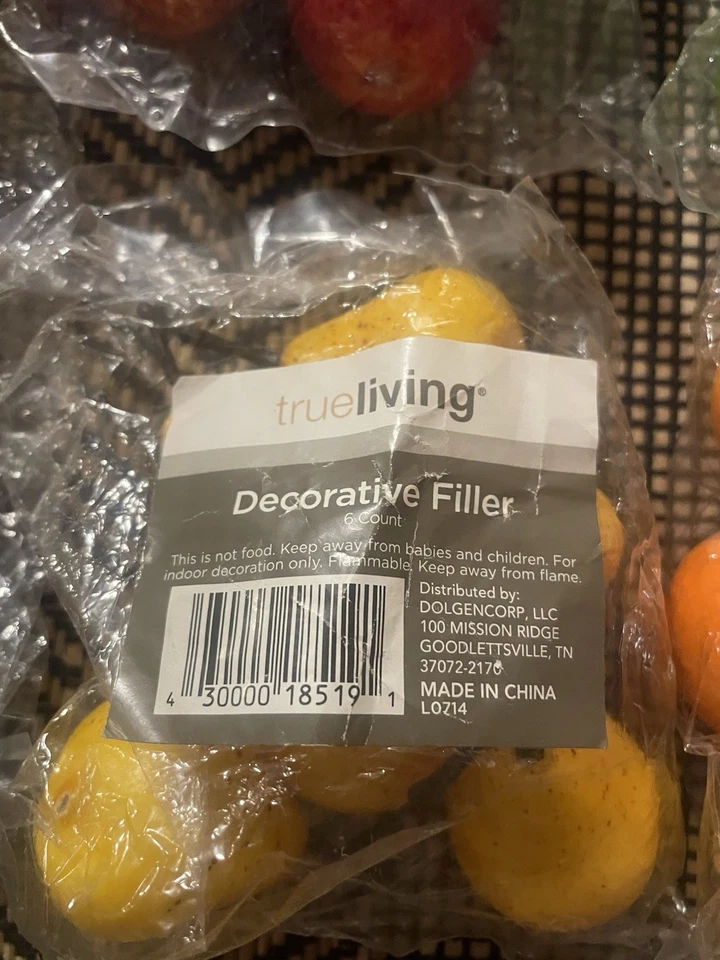 trueliving®
Decorative Filler
6 Count
This is not food. Keep away from babies and children. For
indoor decoration only. Flammable. Keep away from flame.
Distributed by:
DOLGENCORP, LLC
100 MISSION RIDGE
GOODLETTSVILLE, TN
37072-2170
MADE IN CHINA
L0714
4 30000 18519 1